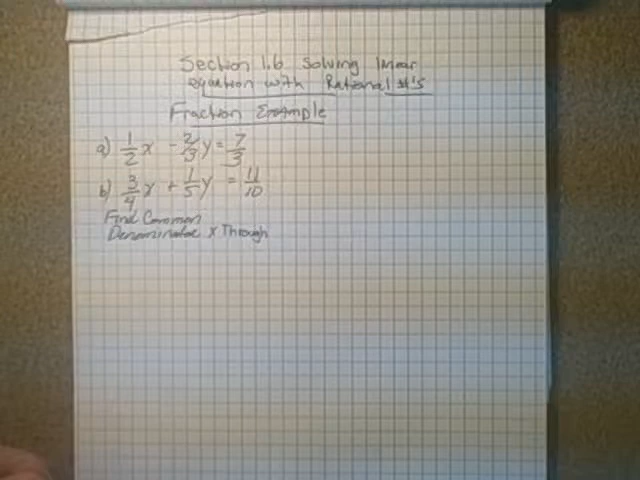 Section 1.6 Solving linear
equation with Rational #'s
Fraction Example
a) 1/2 x - 2/3 y = 7/3
b) 3/4 x + 1/5 y = 11/10
Find Common
Denominator x Through